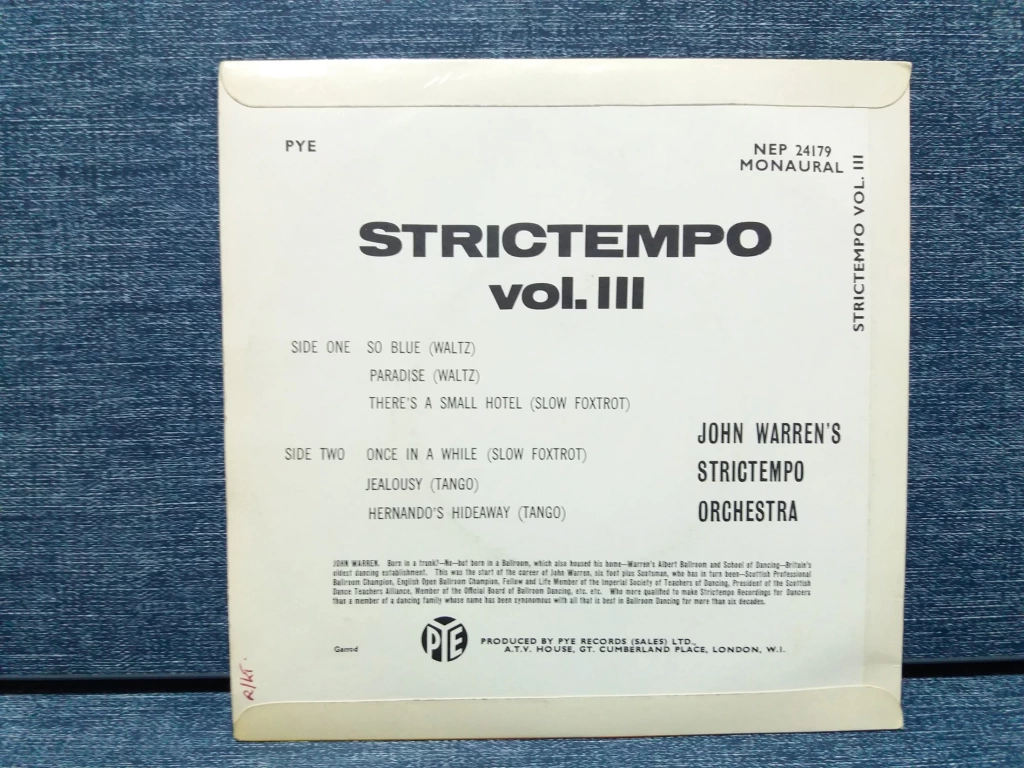 PYE
NEP 24179
MONAURAL
STRICTEMPO VOL. III
STRICTEMPO
vol. III
SIDE ONE SO BLUE (WALTZ)
PARADISE (WALTZ)
THERE'S A SMALL HOTEL (SLOW FOXTROT)
SIDE TWO ONCE IN A WHILE (SLOW FOXTROT)
JEALOUSY (TANGO)
HERNANDO'S HIDEAWAY (TANGO)
JOHN WARREN'S
STRICTEMPO
ORCHESTRA
JOHN WARREN. Born in a trunk?—No—but born in a Ballroom, which also housed his home—Warren's Albert Ballroom and School of Dancing—Britain's
oldest dancing establishment. This was the start of the career of John Warren, six foot plus Scotsman, who has in turn been—Scottish Professional
Ballroom Champion, English Open Ballroom Champion, Fellow and Life Member of the Imperial Society of Teachers of Dancing, President of the Scottish
Dance Teachers Alliance, Member of the Official Board of Ballroom Dancing, etc. etc. Who more qualified to make Strictempo Recordings for Dancers
than a member of a dancing family whose name has been synonomous with all that is best in Ballroom Dancing for more than six decades.
Garrod
PYE
PRODUCED BY PYE RECORDS (SALES) LTD.,
A.T.V. HOUSE, GT. CUMBERLAND PLACE, LONDON, W.I.